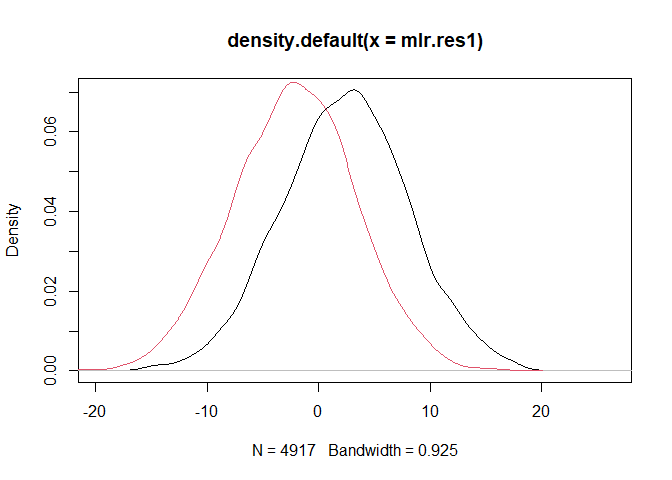 density.default(x = mlr.res1)
Density
0.06
0.04
0.02
0.00
-20 -10 0 10 20
N = 4917 Bandwidth = 0.925